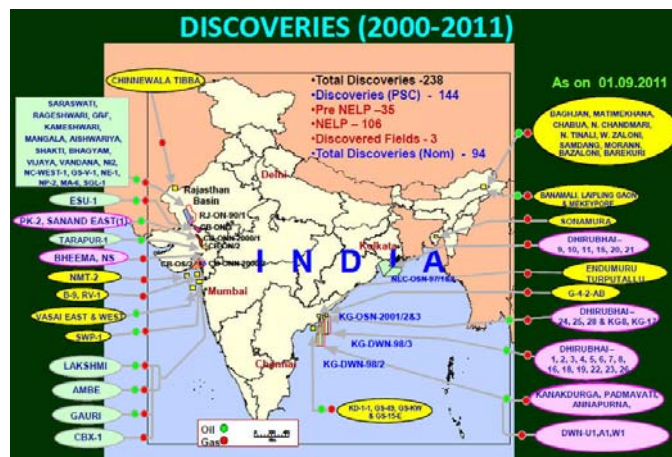 DISCOVERIES (2000-2011)
•Total Discoveries -238
•Discoveries (PSC) - 144
•Pre NELP –35
•NELP – 106
•Discovered Fields - 3
•Total Discoveries (Nom) - 94
As on 01.09.2011
CHINNEWALA TIBBA
SARASWATI,
RAGESHWARI, GRF,
KAMESHWARI,
MANGALA, AISHWARIYA,
SHAKTI, BHAGYAM,
VIJAYA, VANDANA, NI2,
NC-WEST-1, GS-V-1, NE-1,
NP-2, MA-6, SGL-1
ESU-1
PK-2, SANAND EAST(1)
TARAPUR-1
BHEEMA, NS
NMT-2
B-9, RV-1
VASAI EAST & WEST
SWP-1
LAKSHMI
AMBE
GAURI
CBX-1
Rajasthan
Basin
RJ-ON-90/1
CB-OS/2
Delhi
Mumbai
Kolkata
Chennai
INDIA
KG-OSN-2001/2&3
KG-DWN-98/3
KG-DWN-98/2
KD-1-1, GS-49, GS-KW
& GS-15-E
Oil
Gas
DAGHJAN, MATIMEKHANA,
CHABUA, N. CHANDMARI,
N. TINALI, W. ZALONI,
SAMDANG, MORANN,
BAZALONI, BAREKURI
BANAMALI, LAIPLING GAON
& MEKEYPORE
SONAMURA
DHIRUBHAI–
9, 10, 11, 15, 20, 21
ENDUMURU
TURPUTALLU
G-4-2-AB
DHIRUBHAI–
24, 25, 28 & KG8, KG-17
DHIRUBHAI–
1, 2, 3, 4, 5, 6, 7, 8,
16, 18, 19, 22, 23, 26
KANAKDURGA, PADMAVATI,
ANNAPURNA,
DWN-U1,A1,W1